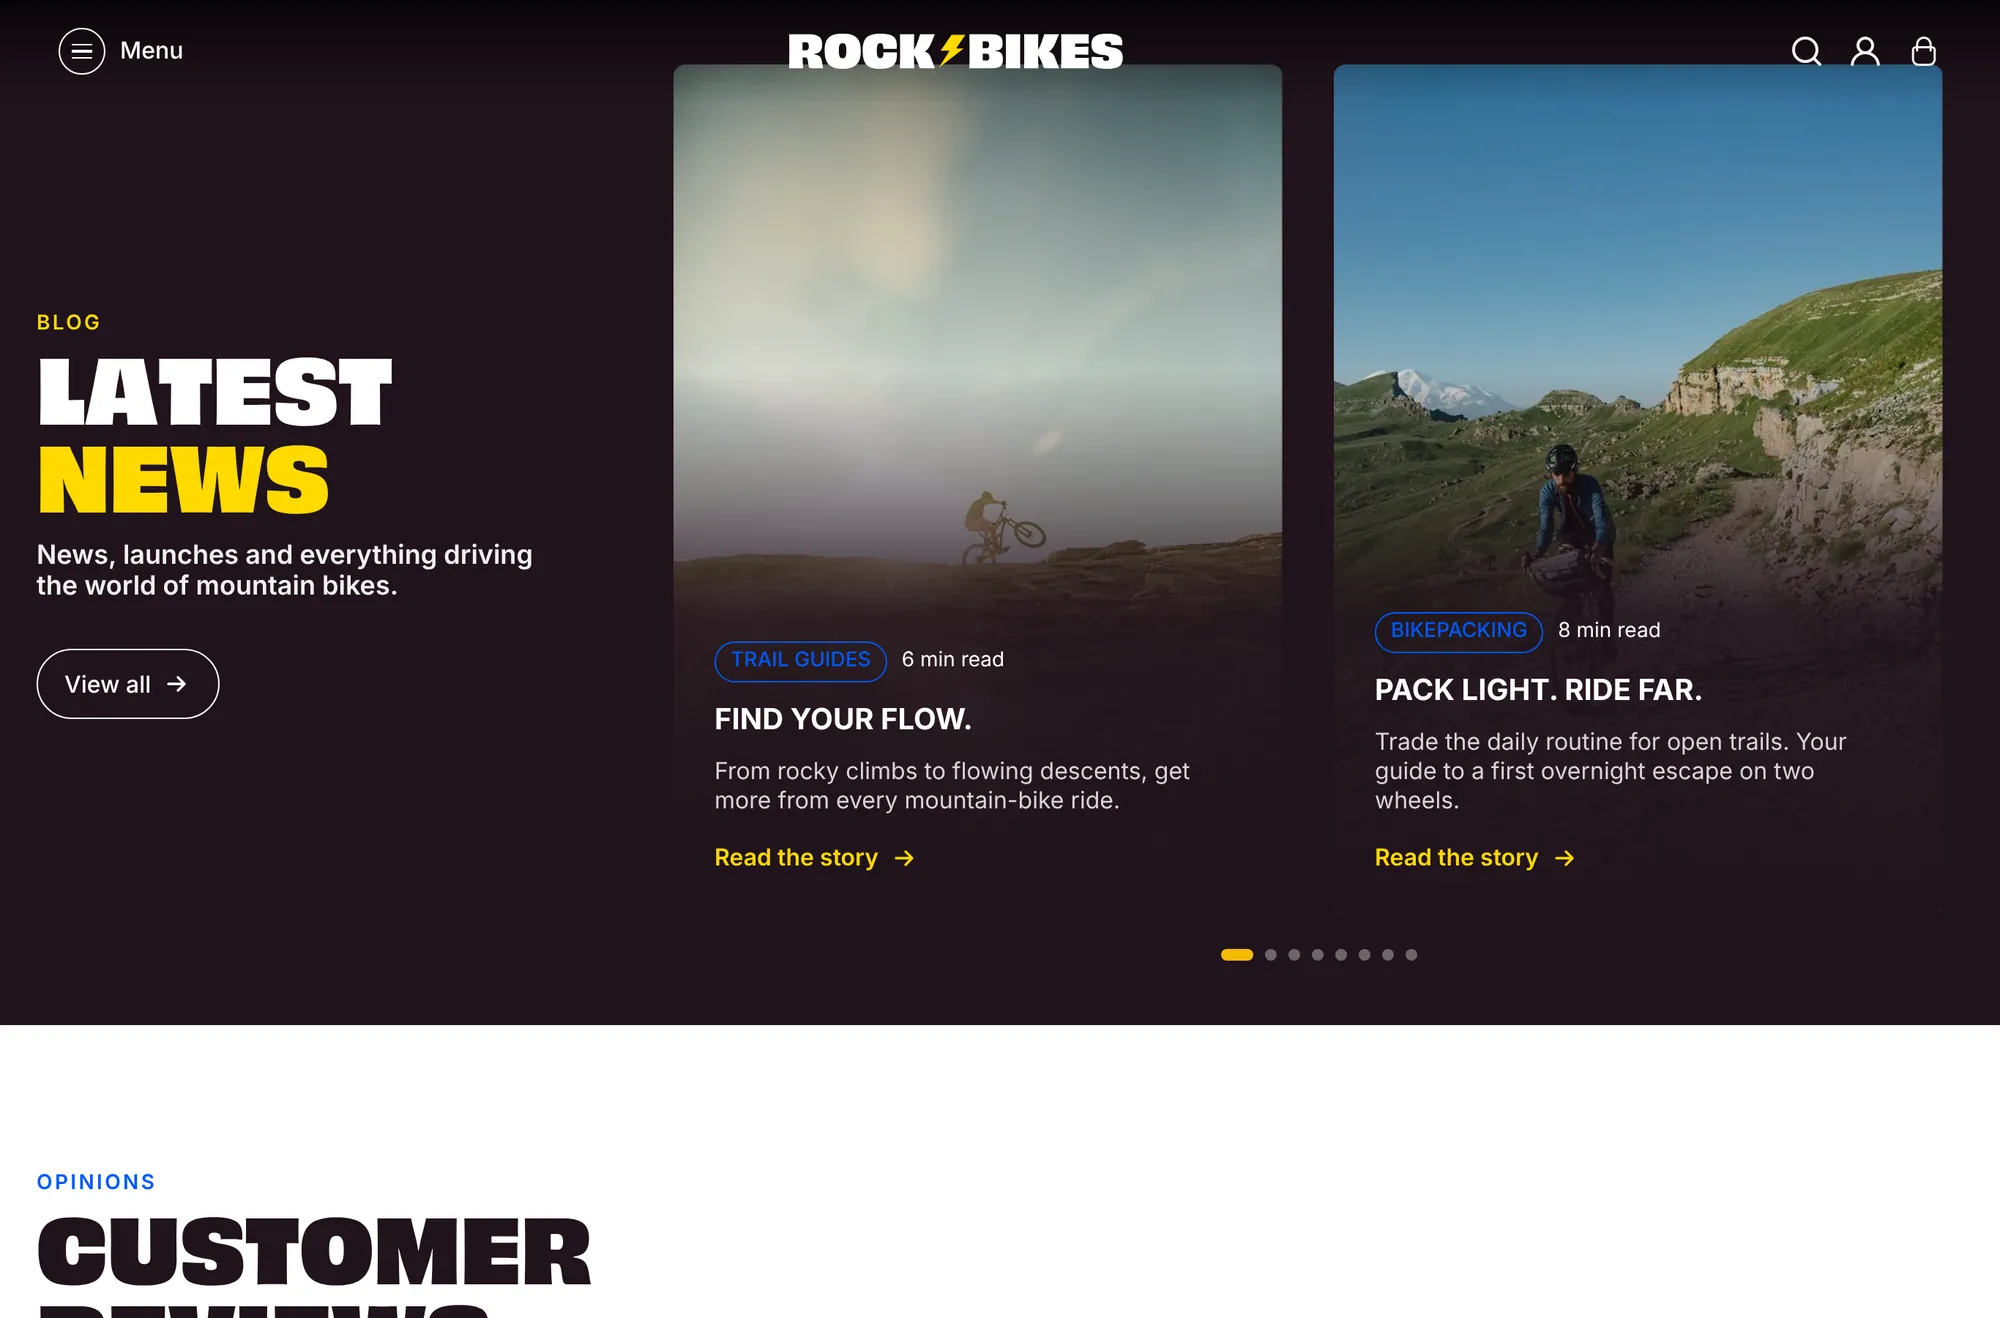 Menu
ROCK BIKES
BLOG
LATEST
NEWS
News, launches and everything driving
the world of mountain bikes.
View all
TRAIL GUIDES 6 min read
FIND YOUR FLOW.
From rocky climbs to flowing descents, get
more from every mountain-bike ride.
Read the story
BIKEPACKING 8 min read
PACK LIGHT. RIDE FAR.
Trade the daily routine for open trails. Your
guide to a first overnight escape on two
wheels.
Read the story
OPINIONS
CUSTOMER
REVIEWS